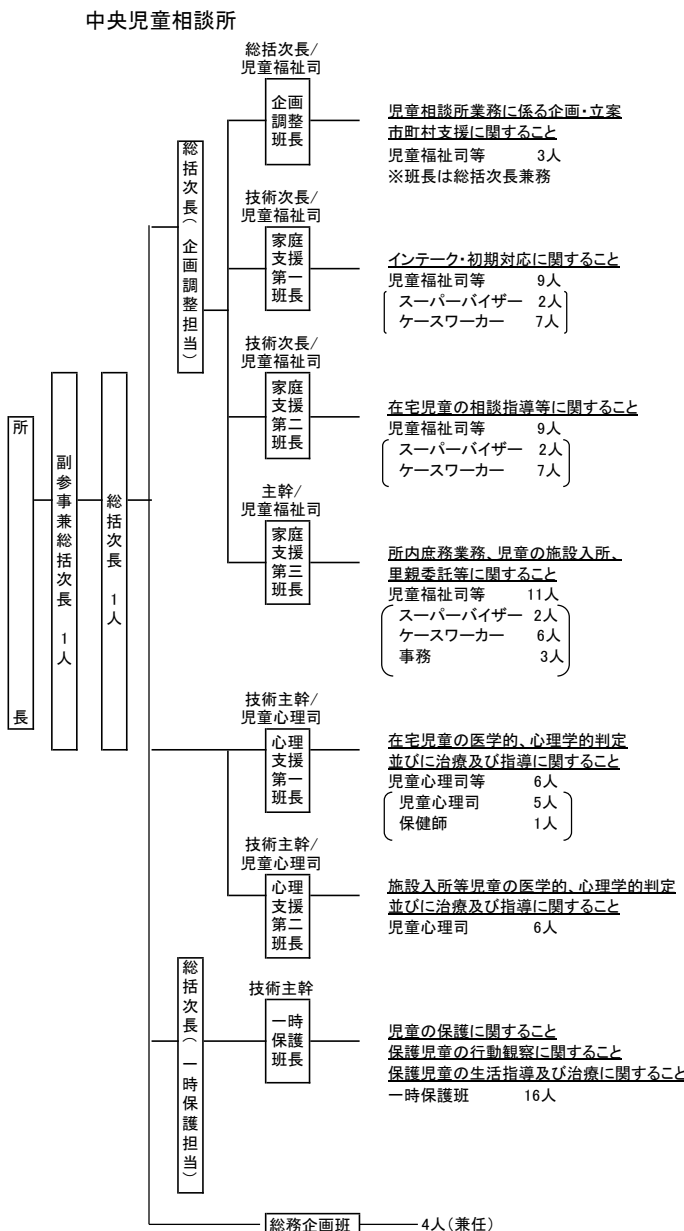 中央児童相談所
所長
副参事兼総括次長 1人
総括次長 1人
総括次長(企画調整担当)
総括次長/
児童福祉司
企画調整班長
児童相談所業務に係る企画・立案
市町村支援に関すること
児童福祉司等 3人
※班長は総括次長兼務
技術次長/
児童福祉司
家庭支援第一班長
インテーク・初期対応に関すること
児童福祉司等 9人
スーパーバイザー 2人
ケースワーカー 7人
技術次長/
児童福祉司
家庭支援第二班長
在宅児童の相談指導等に関すること
児童福祉司等 9人
スーパーバイザー 2人
ケースワーカー 7人
主幹/
児童福祉司
家庭支援第三班長
所内庶務業務、児童の施設入所、
里親委託等に関すること
児童福祉司等 11人
スーパーバイザー 2人
ケースワーカー 6人
事務 3人
技術主幹/
児童心理司
心理支援第一班長
在宅児童の医学的、心理学的判定
並びに治療及び指導に関すること
児童心理司等 6人
児童心理司 5人
保健師 1人
技術主幹/
児童心理司
心理支援第二班長
施設入所等児童の医学的、心理学的判定
並びに治療及び指導に関すること
児童心理司 6人
総括次長(一時保護担当)
技術主幹
一時保護班長
児童の保護に関すること
保護児童の行動観察に関すること
保護児童の生活指導及び治療に関すること
一時保護班 16人
総務企画班 4人(兼任)